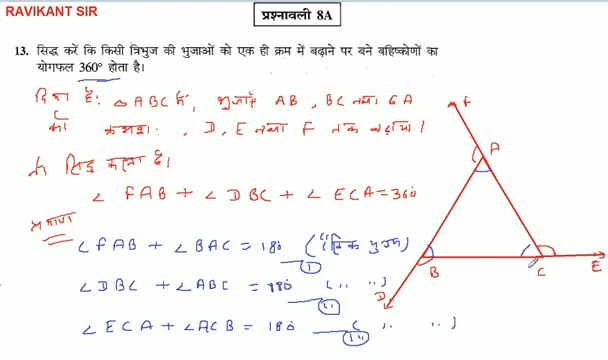 RAVIKANT SIR
प्रश्नावली 8A
13. सिद्ध करें कि किसी त्रिभुज की भुजाओं को एक ही क्रम में बढ़ाने पर बने बहिष्कोणों का
योगफल 360° होता है।
दिया है: △ABC में, भुजाएँ AB, BC तथा CA
को क्रमशः D, E तथा F तक बढ़ाया।
सिद्ध करना है।
∠FAB + ∠DBC + ∠ECA = 360
प्रमाण
∠FAB + ∠BAC = 180 (रैखिक युग्म) (i)
∠DBC + ∠ABC = 180 ( ,, ,, ) (ii)
∠ECA + ∠ACB = 180 (iii) ( ,, ,, )
F
A
B
C
E
D